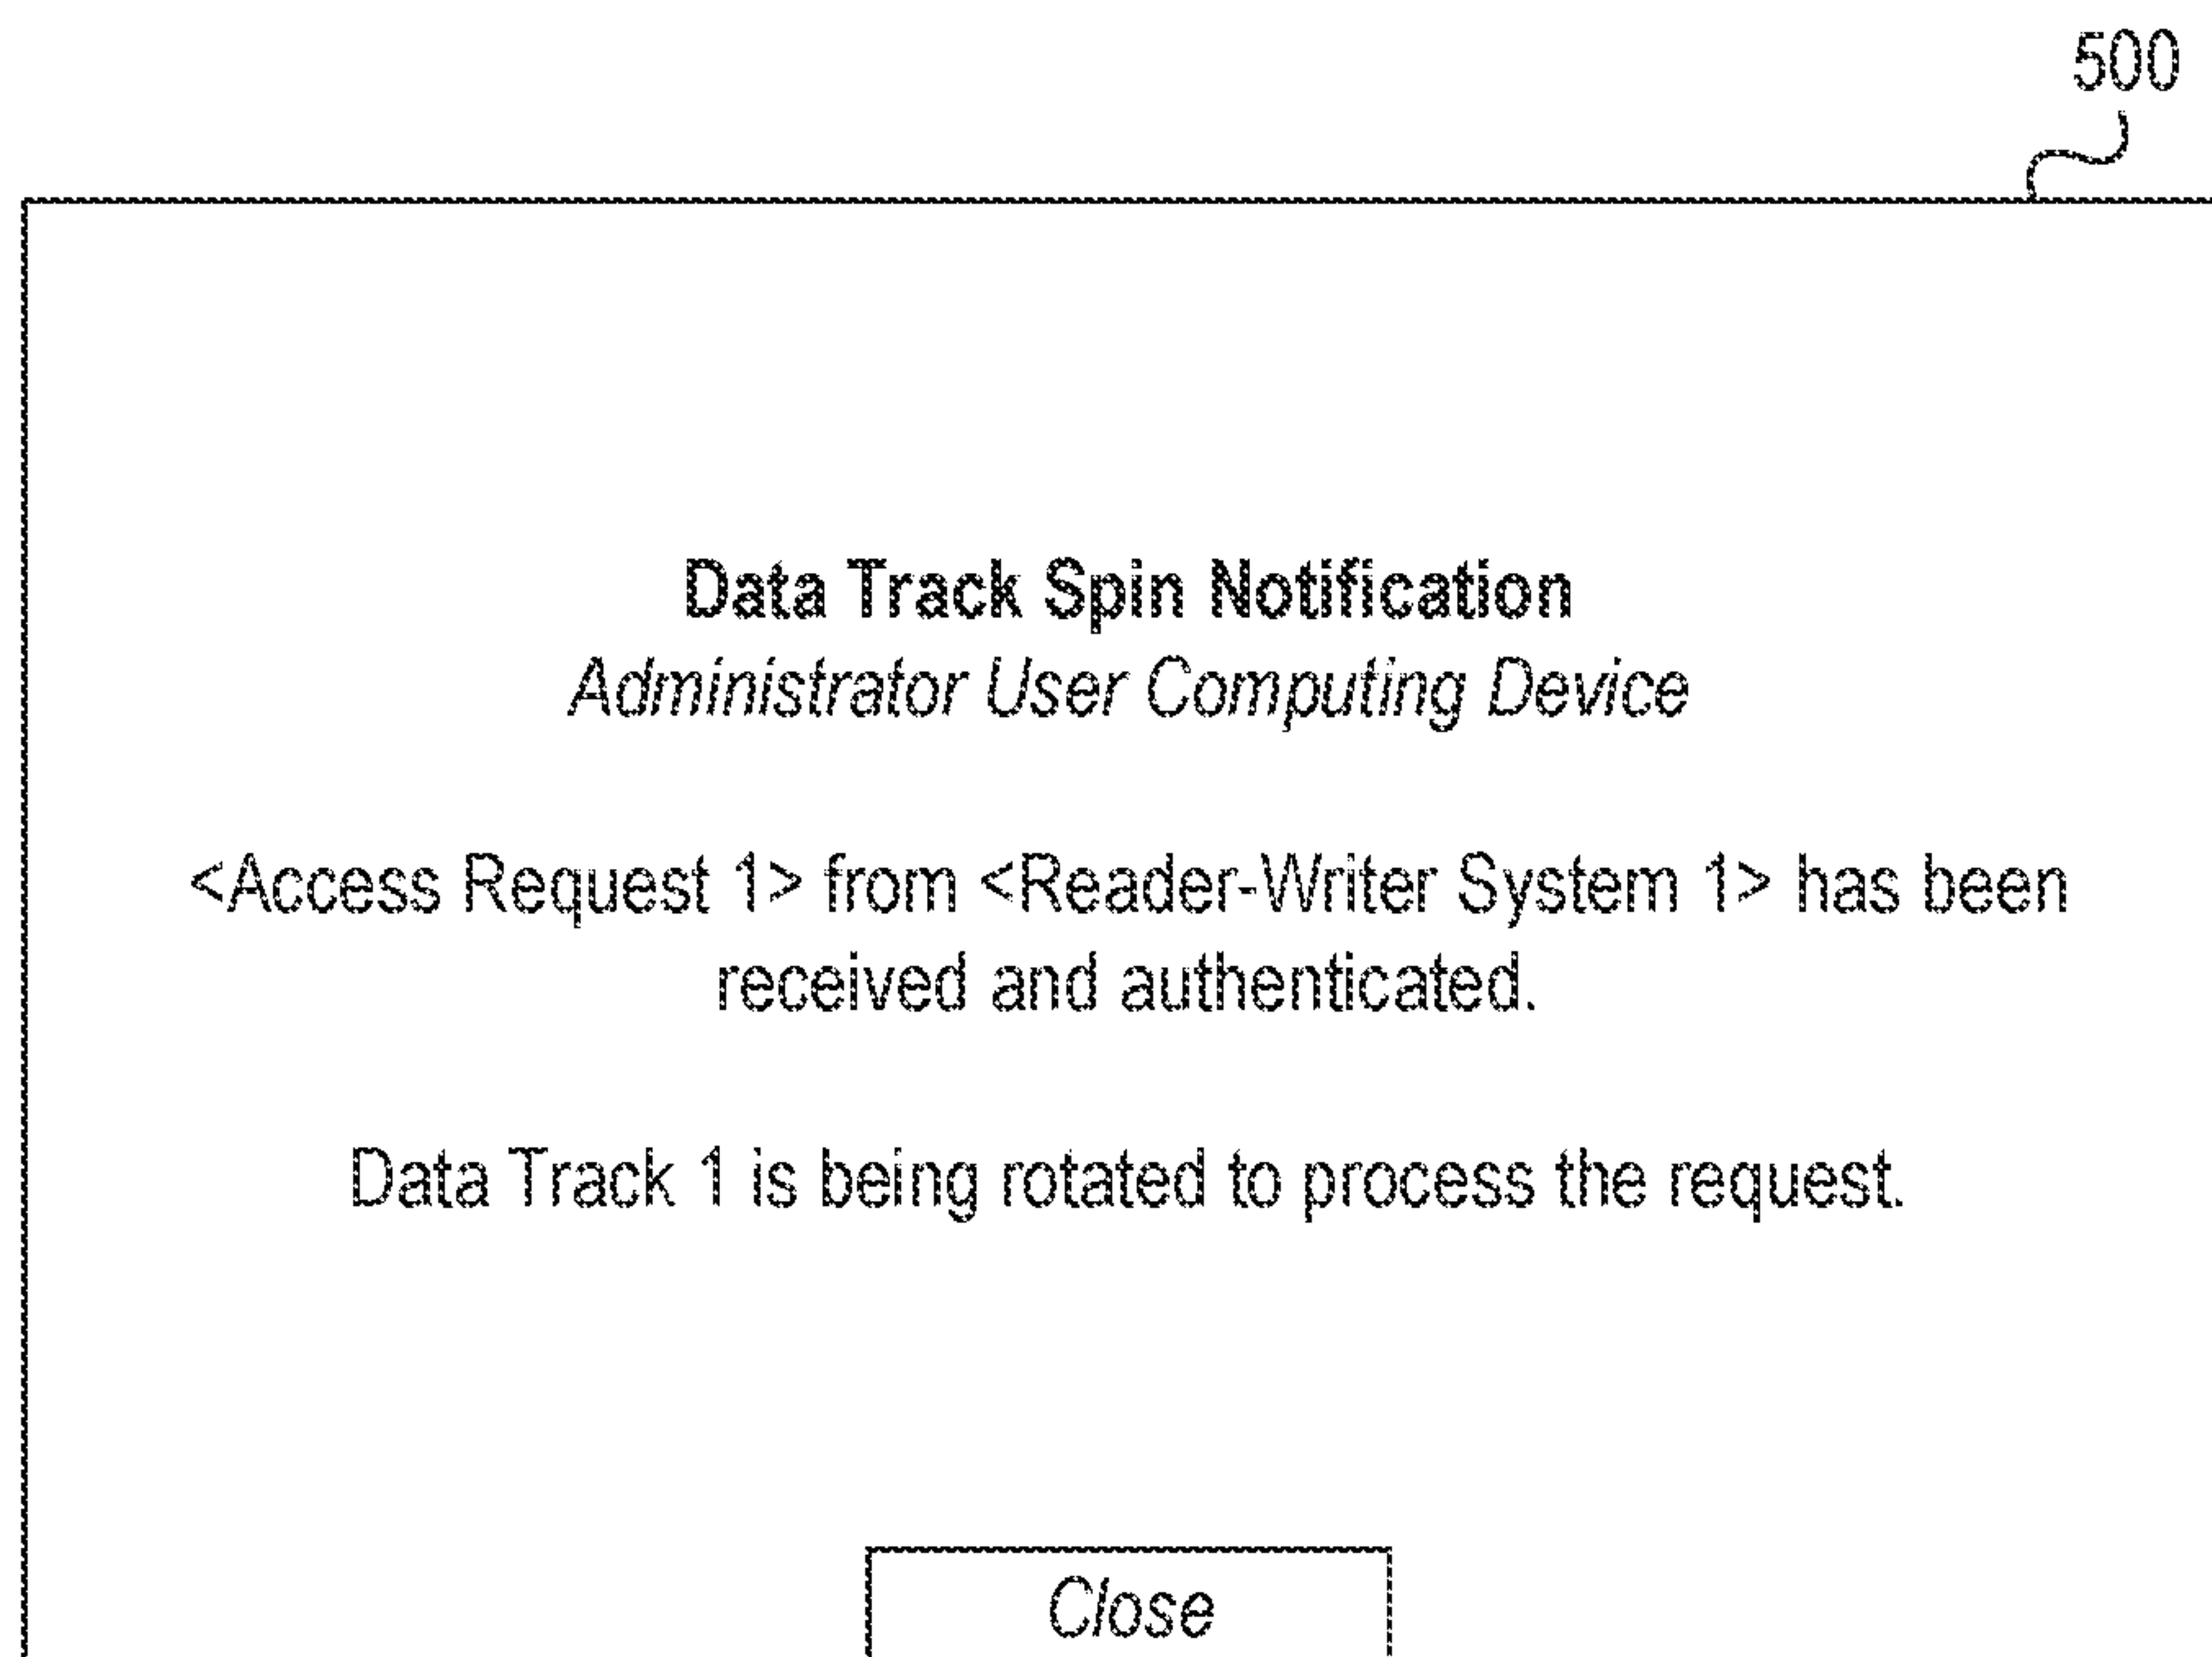 500
Data Track Spin Notification
Administrator User Computing Device
<Access Request 1> from <Reader-Writer System 1> has been
received and authenticated.
Data Track 1 is being rotated to process the request.
Close